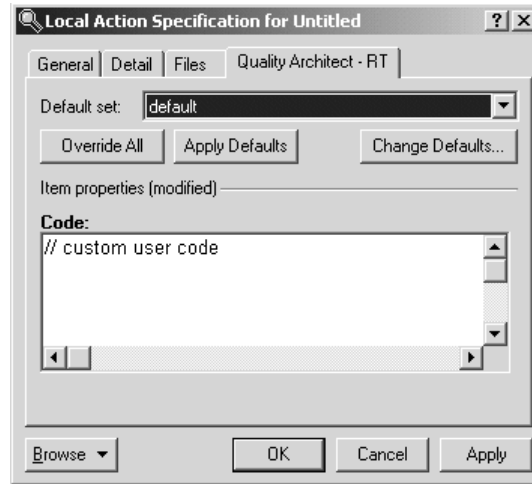 Local Action Specification for Untitled
General Detail Files Quality Architect - RT
Default set: default
Override All Apply Defaults Change Defaults...
Item properties (modified)
Code:
// custom user code
Browse OK Cancel Apply